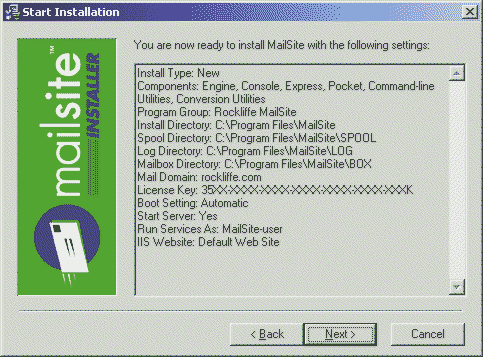 Start Installation
mailsite™
INSTALLER
You are now ready to install MailSite with the following settings:
Install Type: New
Components: Engine, Console, Express, Pocket, Command-line
Utilities, Conversion Utilities
Program Group: Rockliffe MailSite
Install Directory: C:\Program Files\MailSite
Spool Directory: C:\Program Files\MailSite\SPOOL
Log Directory: C:\Program Files\MailSite\LOG
Mailbox Directory: C:\Program Files\MailSite\BOX
Mail Domain: rockliffe.com
License Key: 35XX-XXXX-XXXX-XXXX-XXXX-XXXX-XXXX-XXXK
Boot Setting: Automatic
Start Server: Yes
Run Services As: MailSite-user
IIS Website: Default Web Site
< Back
Next >
Cancel